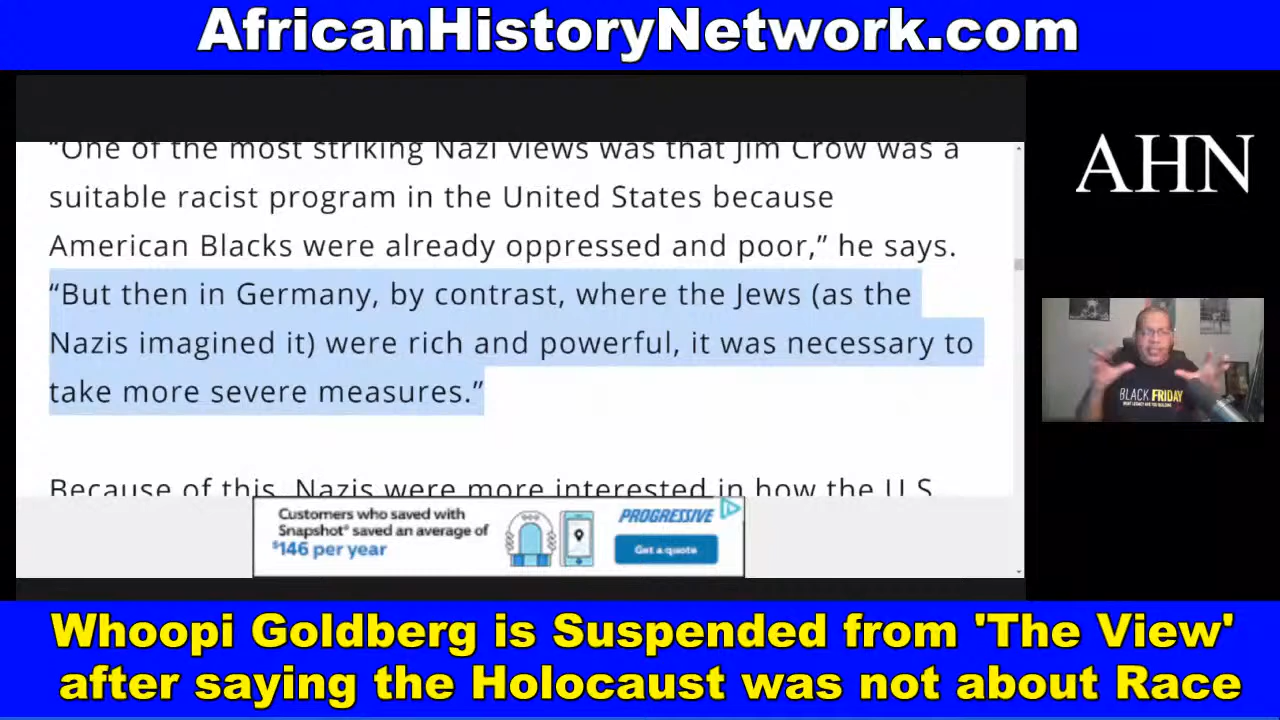 AfricanHistoryNetwork.com
AHN
“One of the most striking Nazi views was that Jim Crow was a
suitable racist program in the United States because
American Blacks were already oppressed and poor,” he says.
“But then in Germany, by contrast, where the Jews (as the
Nazis imagined it) were rich and powerful, it was necessary to
take more severe measures.”
BLACK FRIDAY
WHAT LEGACY ARE YOU BUILDING
Because of this, Nazis were more interested in how the U.S.
Customers who saved with
Snapshot® saved an average of
$146 per year
PROGRESSIVE
Get a quote
Whoopi Goldberg is Suspended from 'The View'
after saying the Holocaust was not about Race